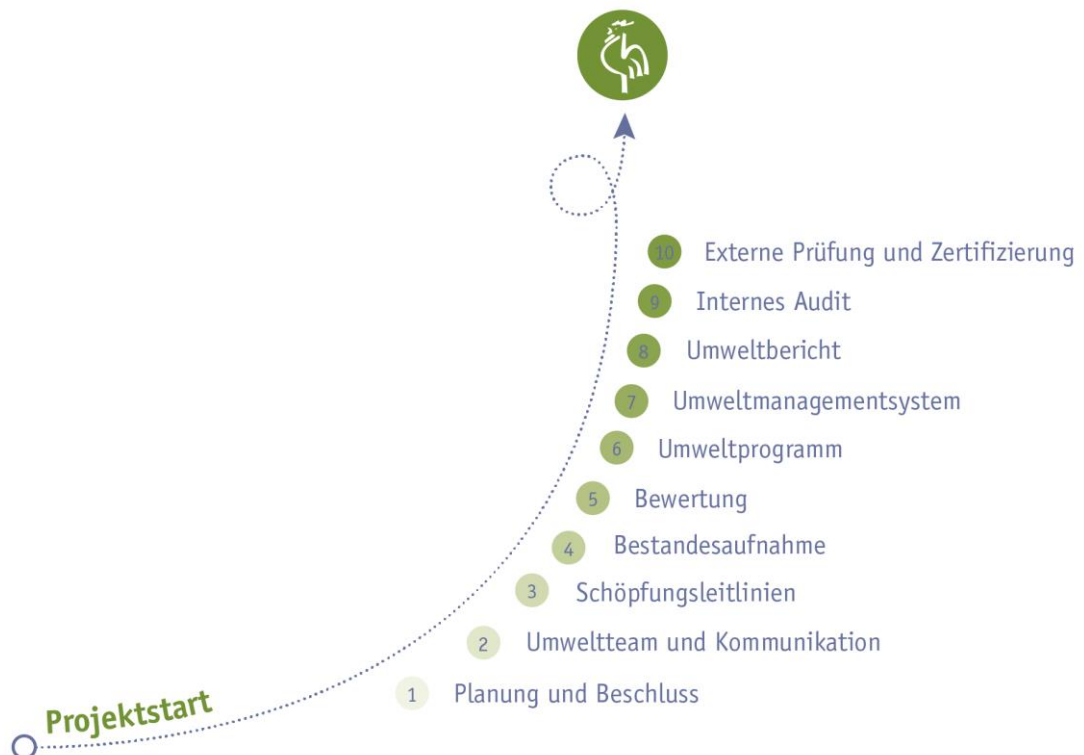 10 Externe Prüfung und Zertifizierung
9 Internes Audit
8 Umweltbericht
7 Umweltmanagementsystem
6 Umweltprogramm
5 Bewertung
4 Bestandesaufnahme
3 Schöpfungsleitlinien
2 Umweltteam und Kommunikation
1 Planung und Beschluss
Projektstart